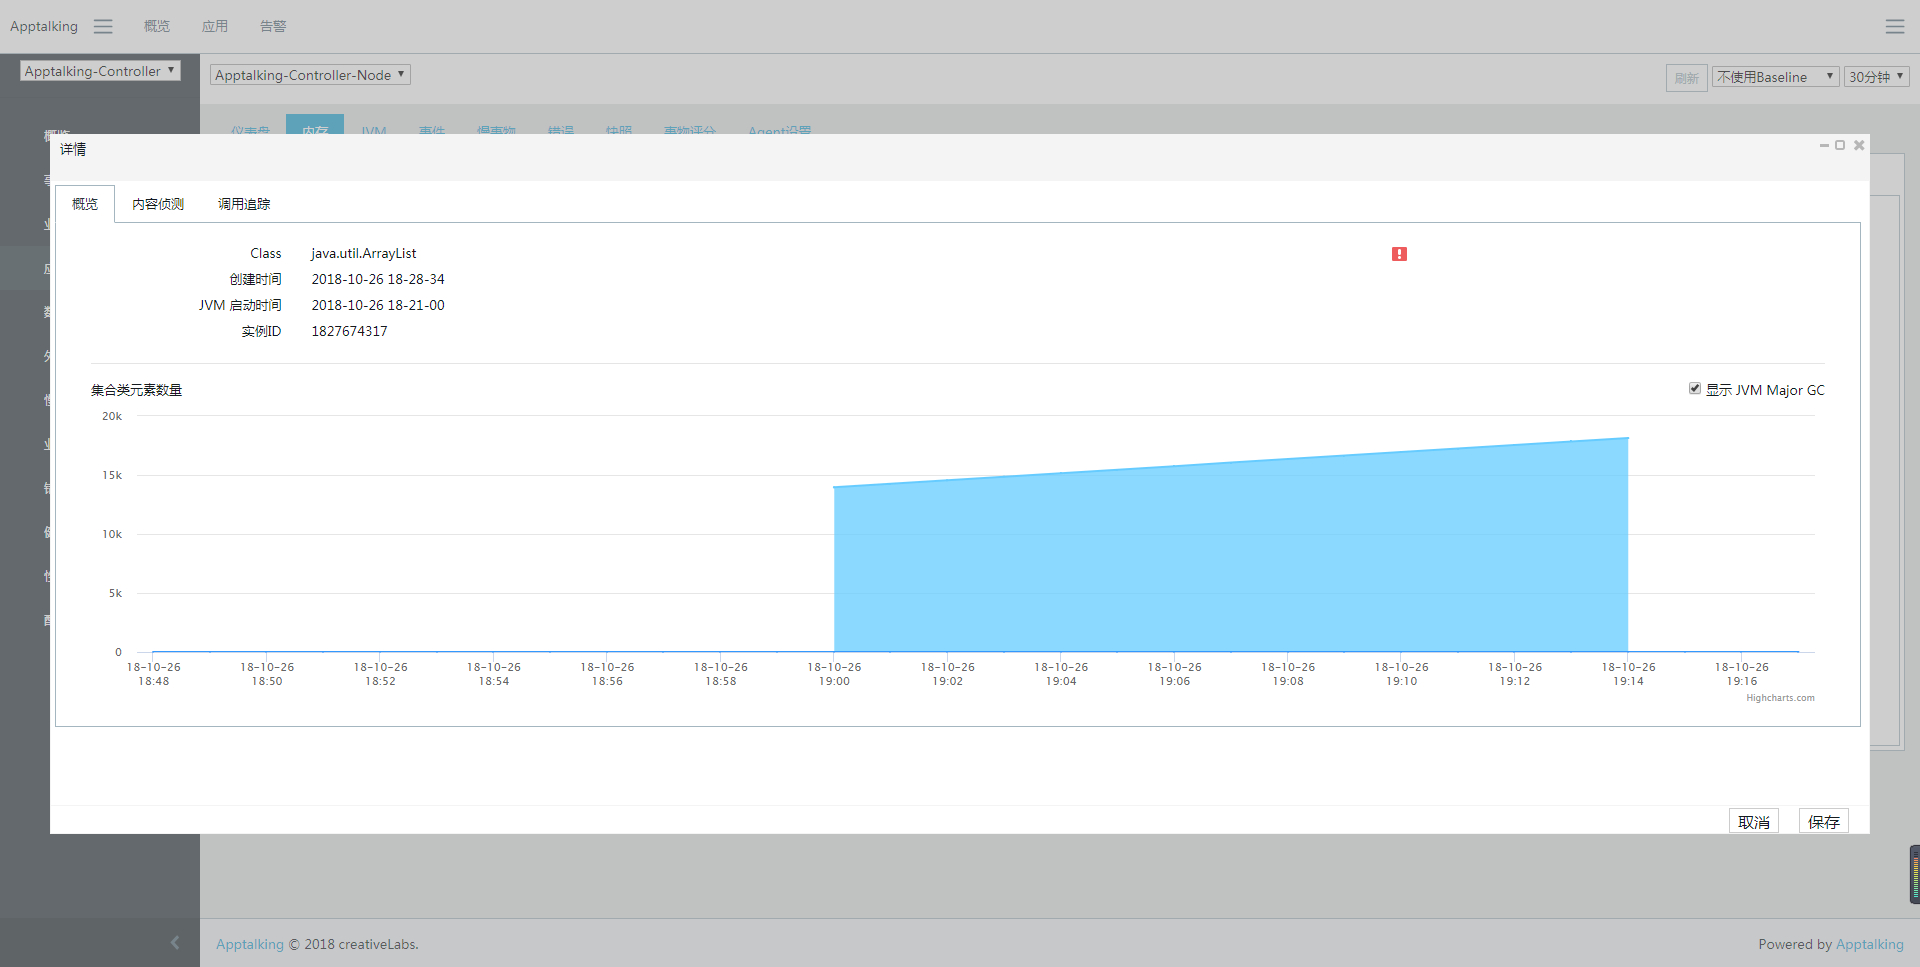 Apptalking 概览 应用 告警
Apptalking-Controller
Apptalking-Controller-Node
刷新 不使用Baseline 30分钟
仪表盘 内存 JVM 事件 慢事物 错误 快照 事物评分 Agent设置
概览
详情
概览 内容侦测 调用追踪
Class java.util.ArrayList
创建时间 2018-10-26 18-28-34
JVM 启动时间 2018-10-26 18-21-00
实例ID 1827674317
集合类元素数量
显示 JVM Major GC
20k
15k
10k
5k
0
18-10-26 18:48
18-10-26 18:50
18-10-26 18:52
18-10-26 18:54
18-10-26 18:56
18-10-26 18:58
18-10-26 19:00
18-10-26 19:02
18-10-26 19:04
18-10-26 19:06
18-10-26 19:08
18-10-26 19:10
18-10-26 19:12
18-10-26 19:14
18-10-26 19:16
Highcharts.com
取消 保存
Apptalking © 2018 creativeLabs.
Powered by Apptalking